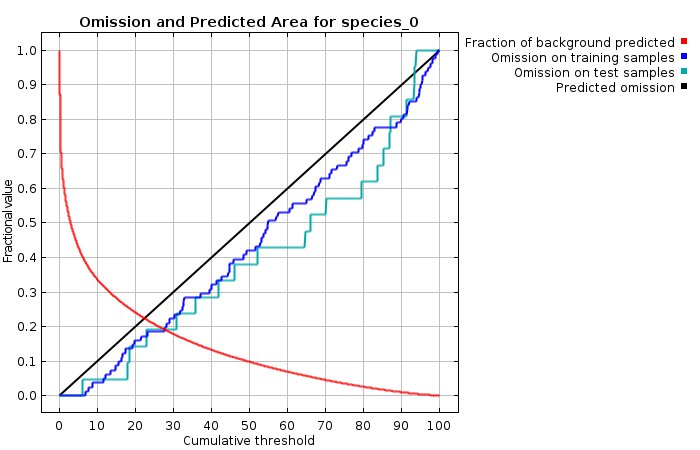 Omission and Predicted Area for species_0
Fraction of background predicted
Omission on training samples
Omission on test samples
Predicted omission
Fractional value
1.0
0.9
0.8
0.7
0.6
0.5
0.4
0.3
0.2
0.1
0.0
0 10 20 30 40 50 60 70 80 90 100
Cumulative threshold